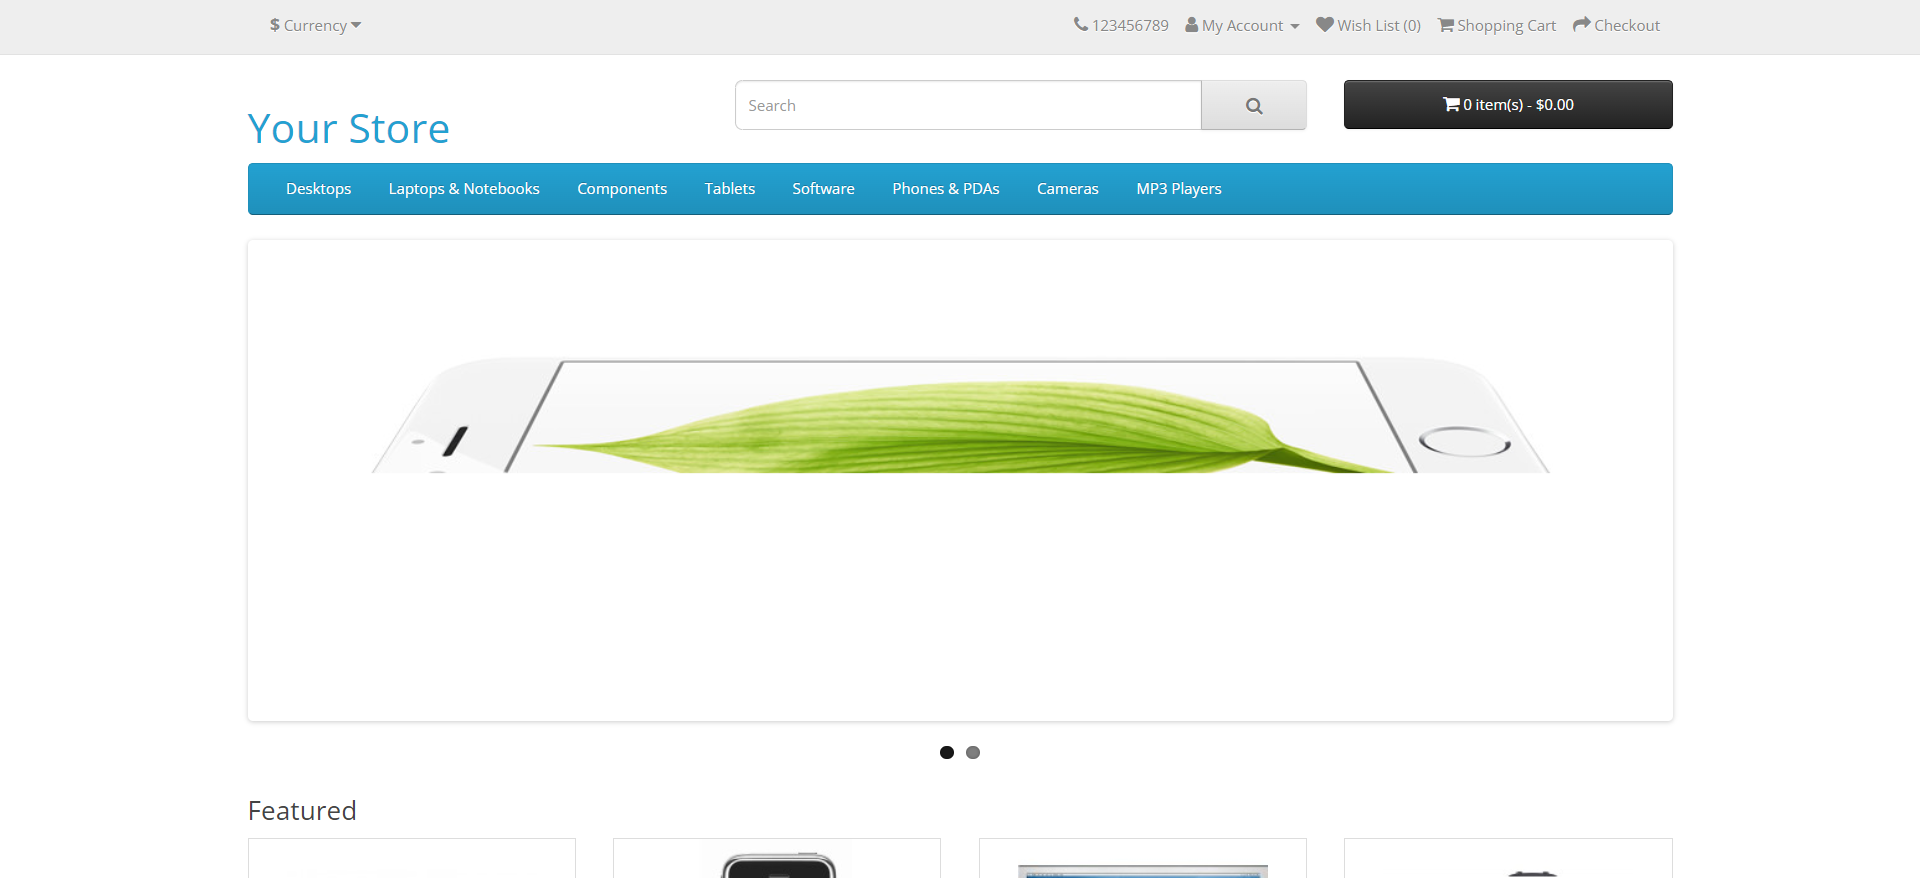 $ Currency
123456789 My Account Wish List (0) Shopping Cart Checkout
Search
0 item(s) - $0.00
Your Store
Desktops Laptops & Notebooks Components Tablets Software Phones & PDAs Cameras MP3 Players
Featured